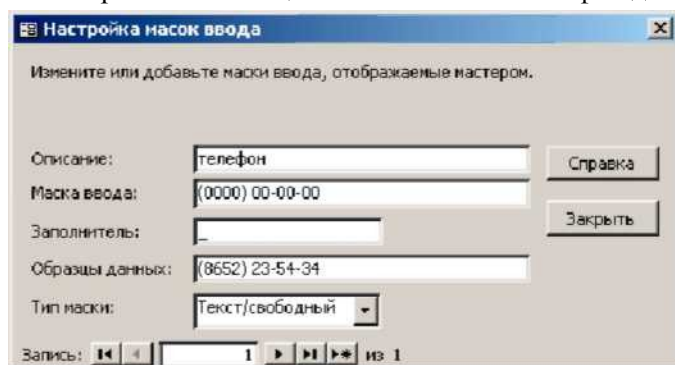 Настройка масок ввода
Измените или добавьте маски ввода, отображаемые мастером.
Описание: телефон
Справка
Маска ввода: (0000) 00-00-00
Закрыть
Заполнитель: _
Образцы данных: (8652) 23-54-34
Тип маски: Текст/свободный
Запись: 1 из 1